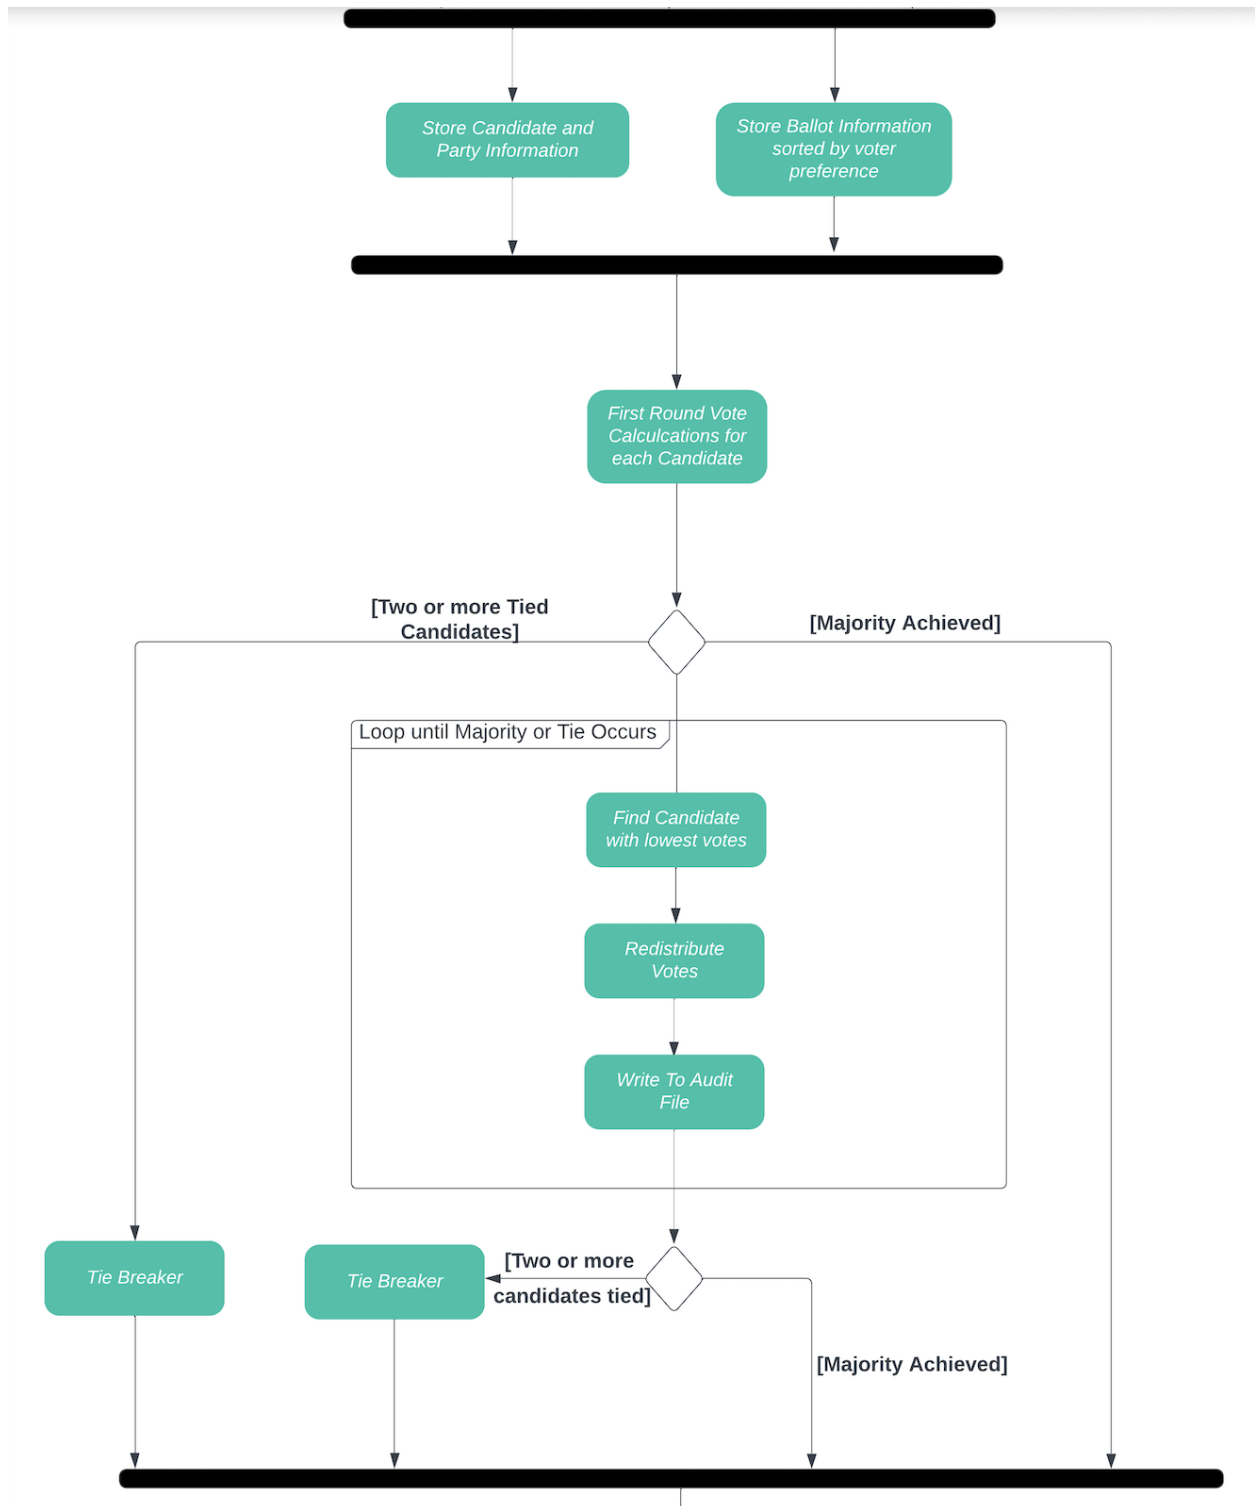 Store Candidate and
Party Information
Store Ballot Information
sorted by voter
preference
First Round Vote
Calculcations for
each Candidate
[Two or more Tied
Candidates]
[Majority Achieved]
Loop until Majority or Tie Occurs
Find Candidate
with lowest votes
Redistribute
Votes
Write To Audit
File
Tie Breaker
Tie Breaker
[Two or more
candidates tied]
[Majority Achieved]